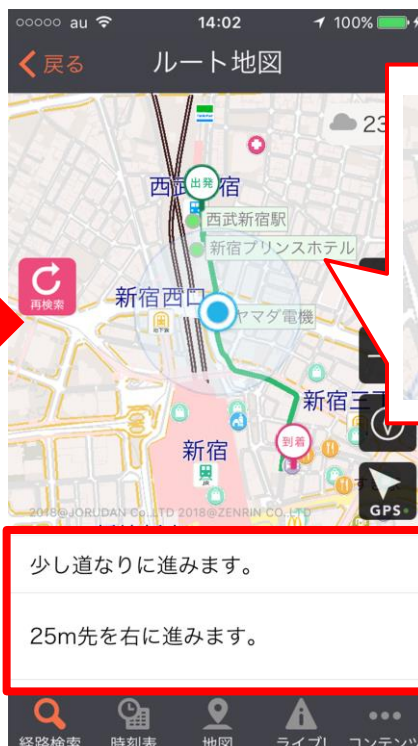 au 14:02 100%
戻る ルート地図
23
西武新宿
出発
西武新宿駅
新宿プリンスホテル
再検索
新宿西口
ヤマダ電機
新宿三丁
到着
新宿
GPS
2018@JORUDAN Co.,LTD 2018@ZENRIN CO.,LTD
少し道なりに進みます。
25m先を右に進みます。
経路検索 時刻表 地図 ライブ! コンテンツ